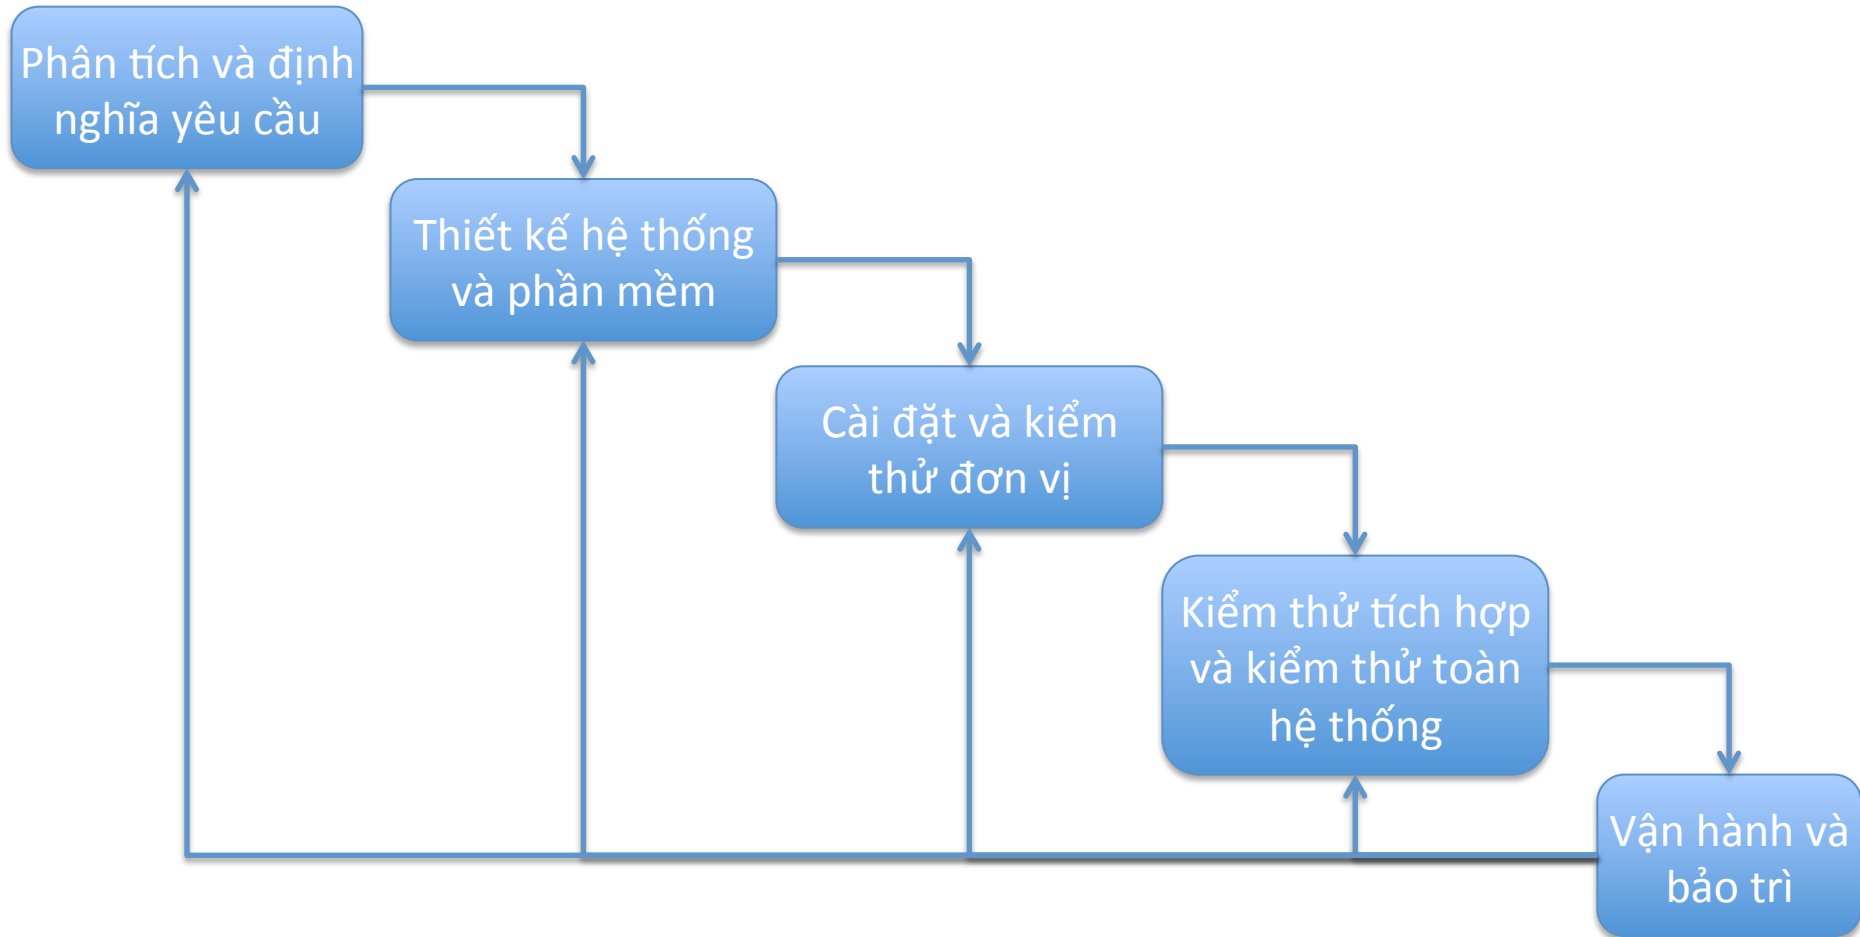 Phân tích và định
nghĩa yêu cầu
Thiết kế hệ thống
và phần mềm
Cài đặt và kiểm
thử đơn vị
Kiểm thử tích hợp
và kiểm thử toàn
hệ thống
Vận hành và
bảo trì